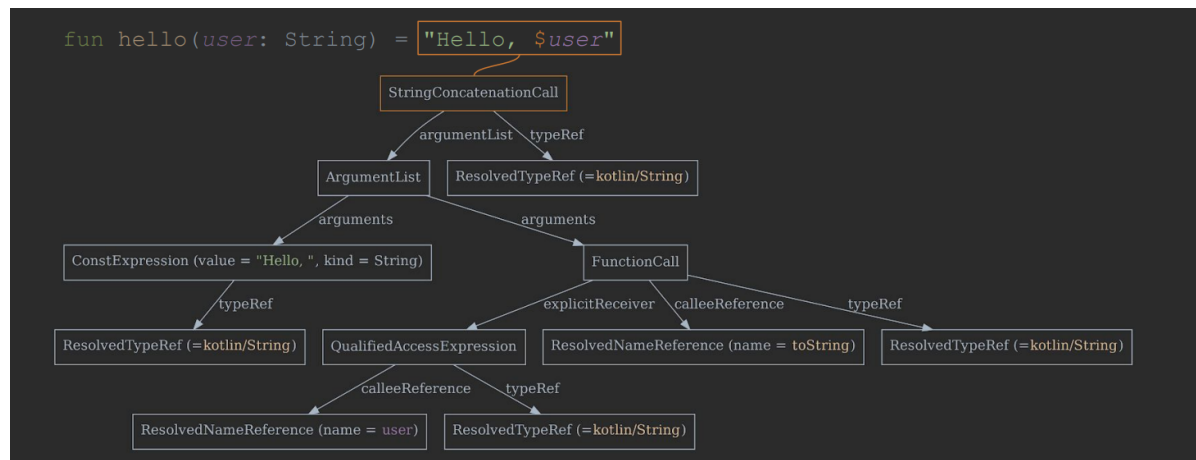 fun hello(user: String) = "Hello, $user"
StringConcatenationCall
argumentList typeRef
ArgumentList ResolvedTypeRef (=kotlin/String)
arguments arguments
ConstExpression (value = "Hello, ", kind = String) FunctionCall
typeRef explicitReceiver calleeReference typeRef
ResolvedTypeRef (=kotlin/String) QualifiedAccessExpression ResolvedNameReference (name = toString) ResolvedTypeRef (=kotlin/String)
calleeReference typeRef
ResolvedNameReference (name = user) ResolvedTypeRef (=kotlin/String)